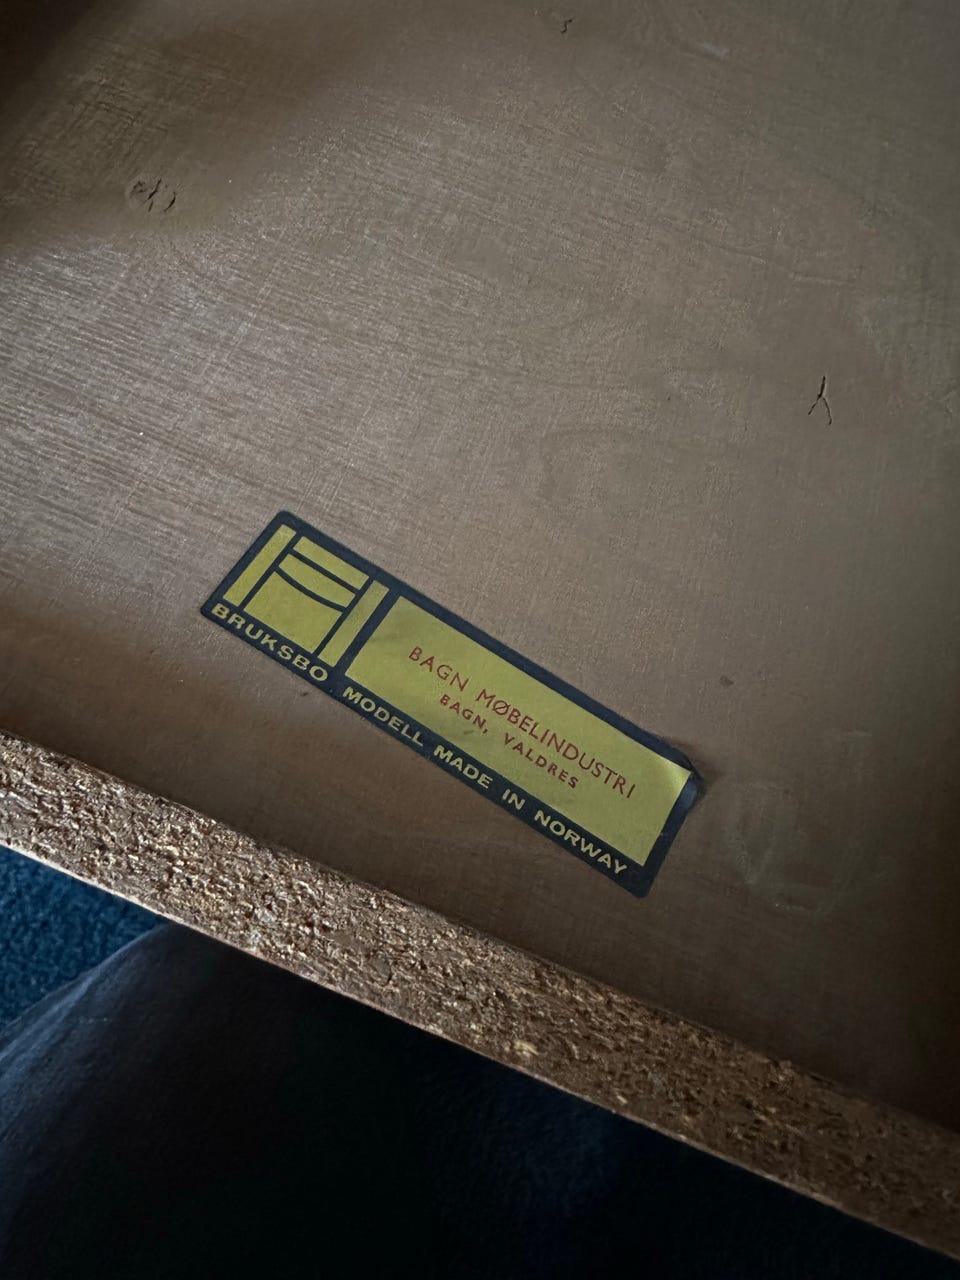 BAGN MØBELINDUSTRI
BAGN, VALDRES
BRUKSBO MODELL MADE IN NORWAY